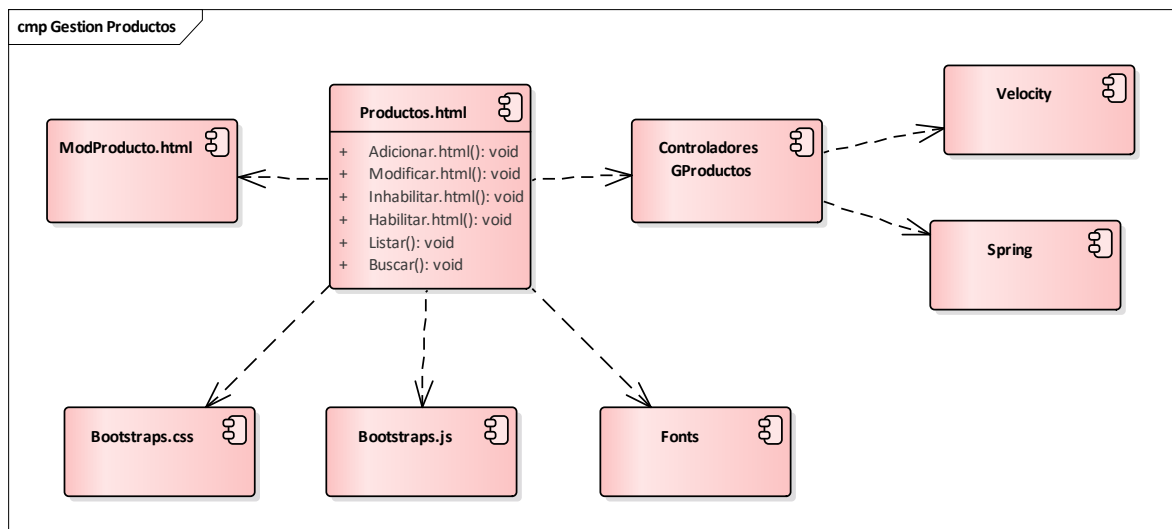 cmp Gestion Productos
Productos.html
+ Adicionar.html(): void
+ Modificar.html(): void
+ Inhabilitar.html(): void
+ Habilitar.html(): void
+ Listar(): void
+ Buscar(): void
ModProducto.html
Controladores
GProductos
Velocity
Spring
Bootstraps.css
Bootstraps.js
Fonts